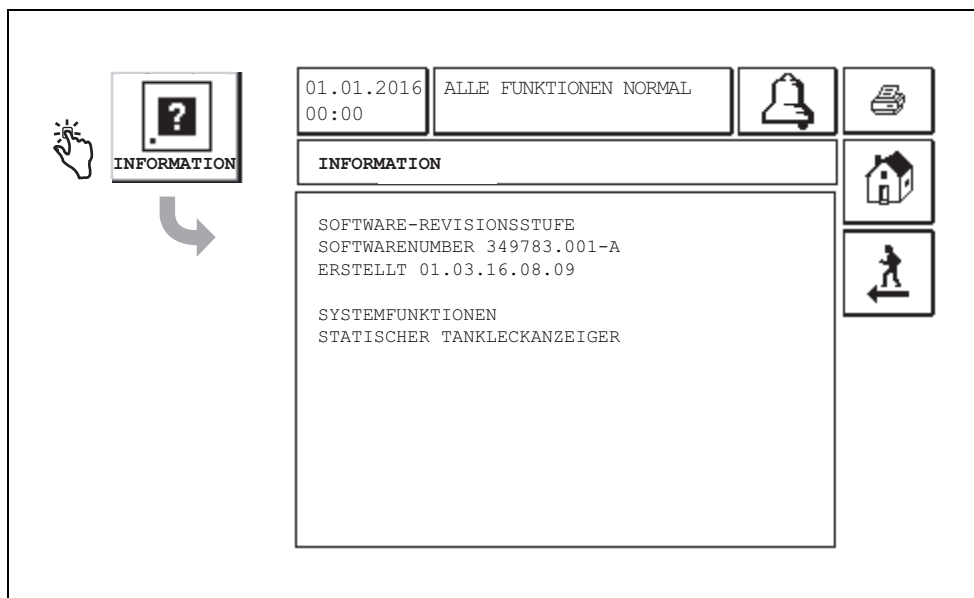 ?
INFORMATION
01.01.2016
00:00
ALLE FUNKTIONEN NORMAL
INFORMATION
SOFTWARE-REVISIONSSTUFE
SOFTWARENUMBER 349783.001-A
ERSTELLT 01.03.16.08.09
SYSTEMFUNKTIONEN
STATISCHER TANKLECKANZEIGER